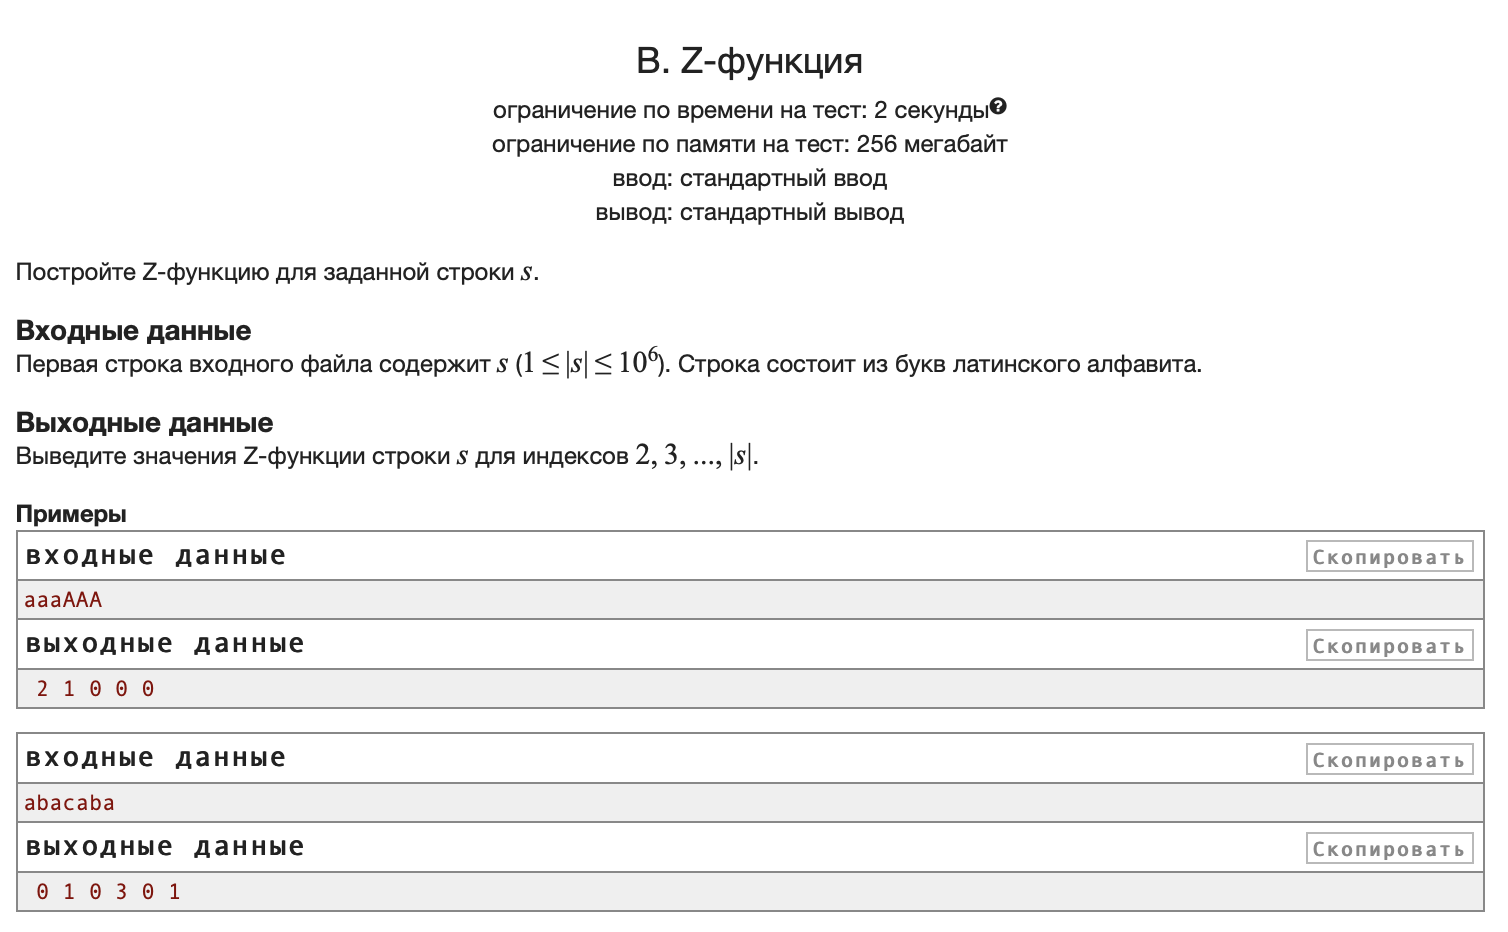 В. Z-функция
ограничение по времени на тест: 2 секунды
ограничение по памяти на тест: 256 мегабайт
ввод: стандартный ввод
вывод: стандартный вывод
Постройте Z-функцию для заданной строки s.
Входные данные
Первая строка входного файла содержит s (1 ≤ |s| ≤ 10⁶). Строка состоит из букв латинского алфавита.
Выходные данные
Выведите значения Z-функции строки s для индексов 2, 3, ..., |s|.
Примеры
входные данные
Скопировать
aaaAAA
выходные данные
Скопировать
2 1 0 0 0
входные данные
Скопировать
abacaba
выходные данные
Скопировать
0 1 0 3 0 1